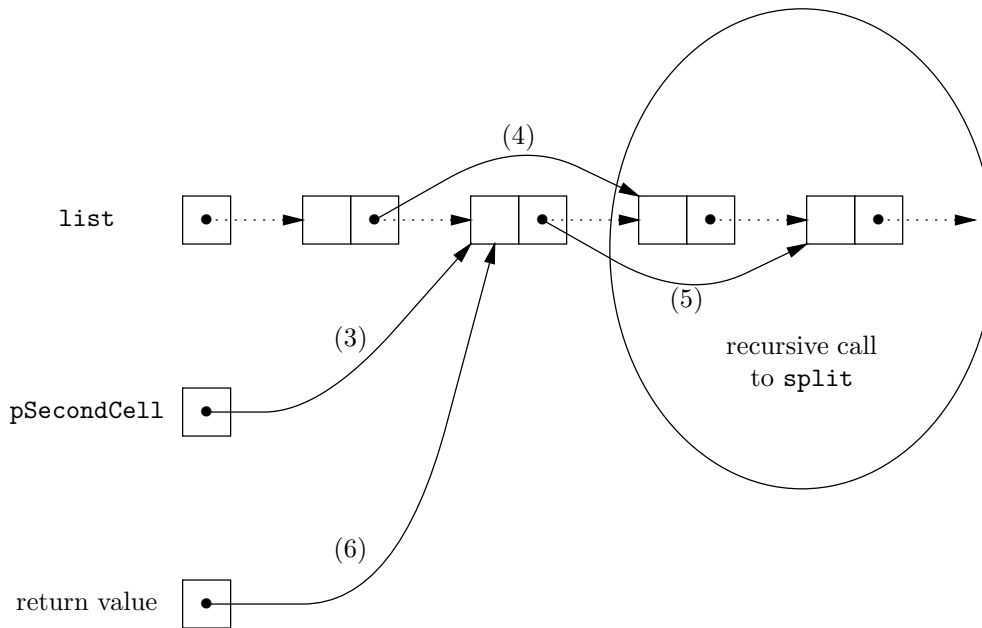 (4)
list
(5)
(3)
recursive call
to split
pSecondCell
(6)
return value